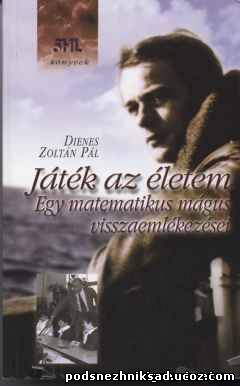 SHL
könyvek
DIENES
ZOLTÁN PÁL
Játék az életem
Egy matematikus mágus
visszaemlékezései
podsnezhniksad.ucoz.com